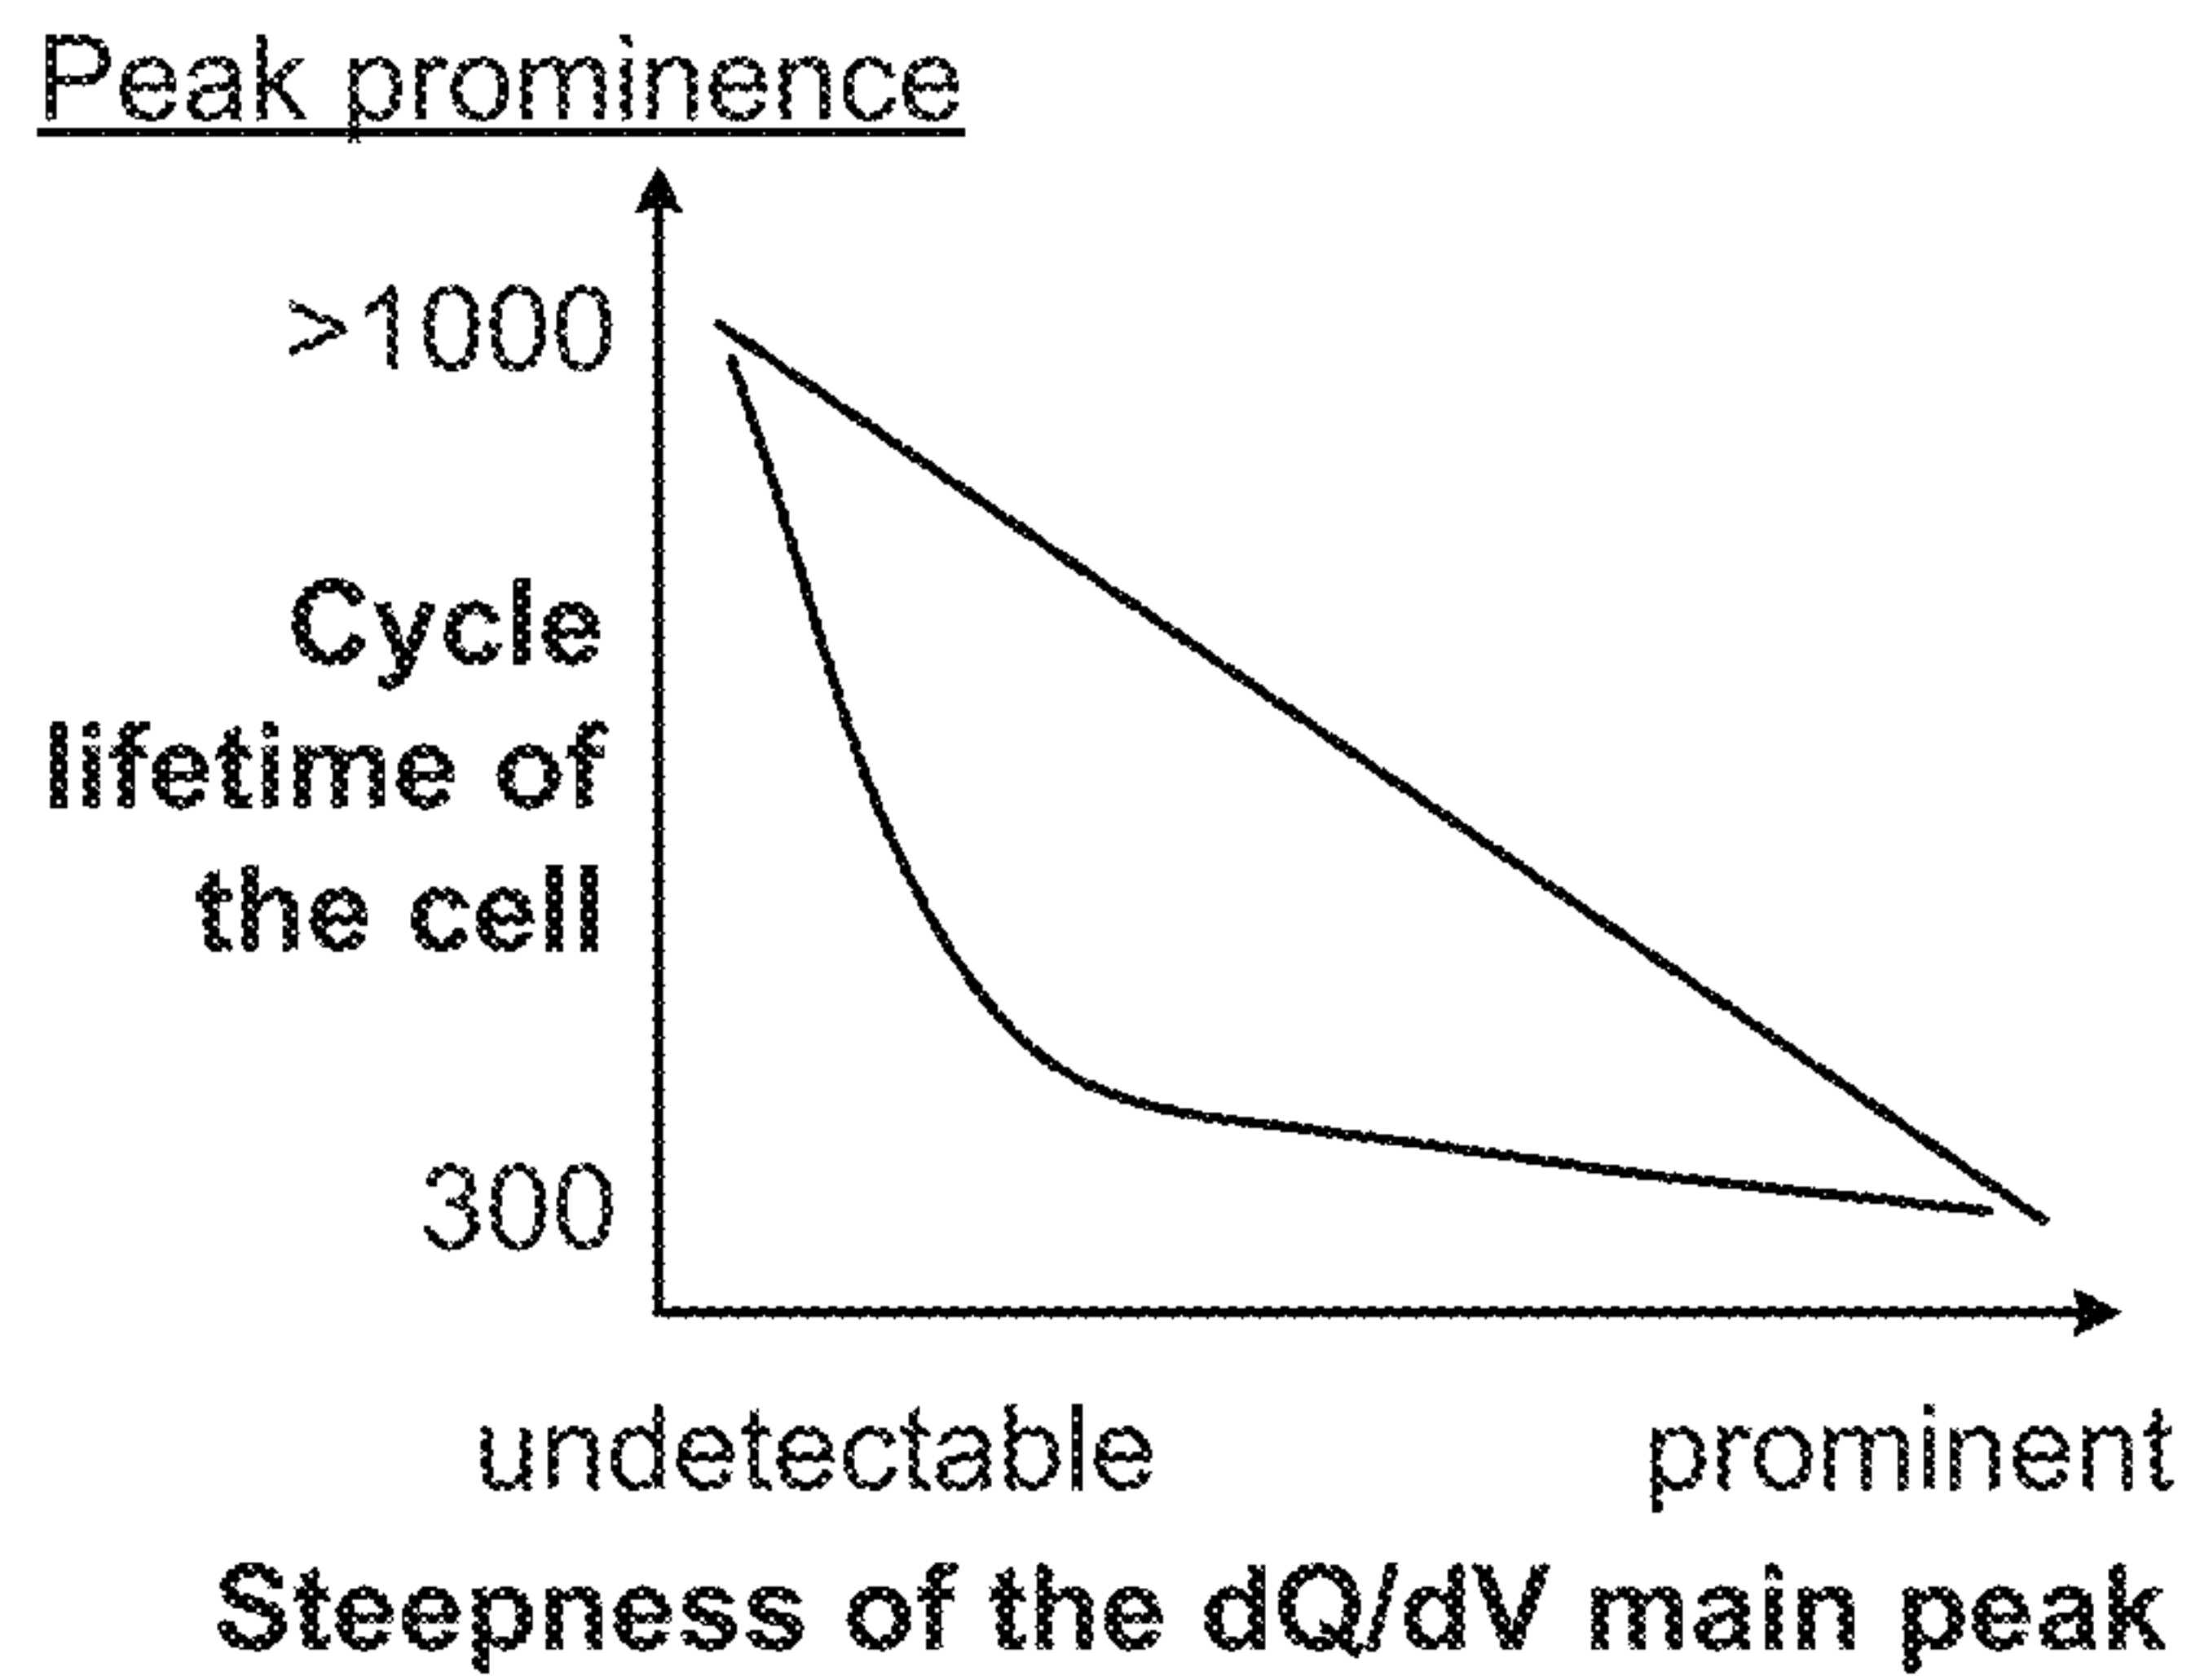 Peak prominence
>1000
Cycle
lifetime of
the cell
300
undetectable prominent
Steepness of the dQ/dV main peak